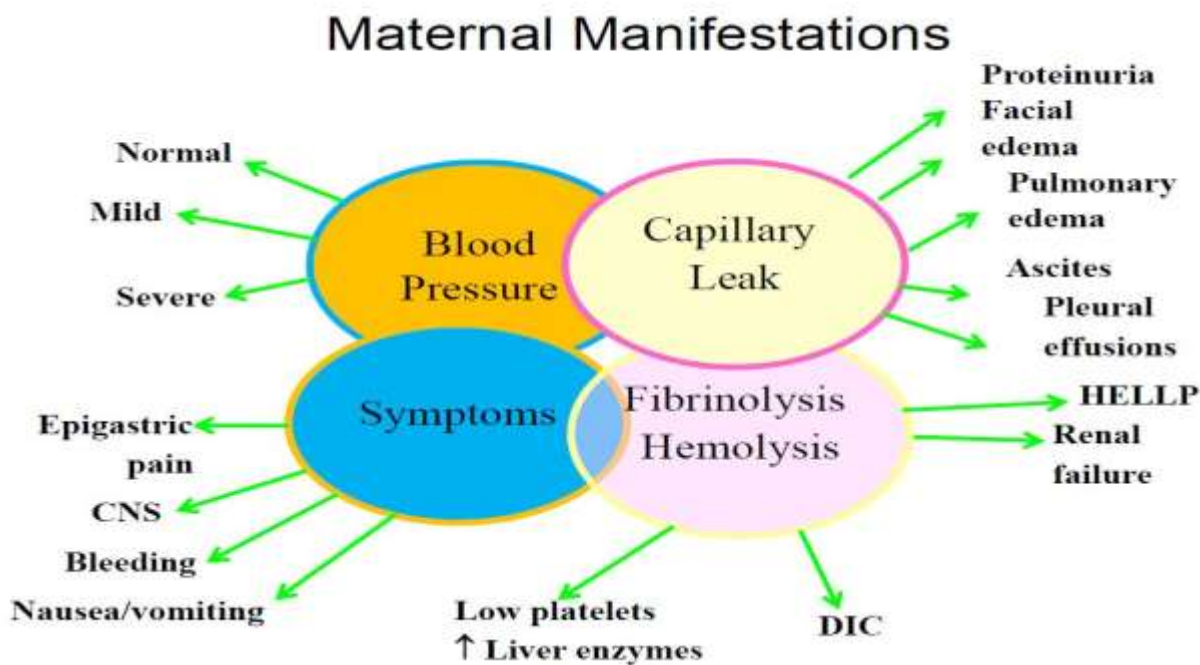 Maternal Manifestations
Normal
Mild
Severe
Blood
Pressure
Capillary
Leak
Proteinuria
Facial
edema
Pulmonary
edema
Ascites
Pleural
effusions
Symptoms
Epigastric
pain
CNS
Bleeding
Nausea/vomiting
Fibrinolysis
Hemolysis
HELLP
Renal
failure
Low platelets
↑ Liver enzymes
DIC